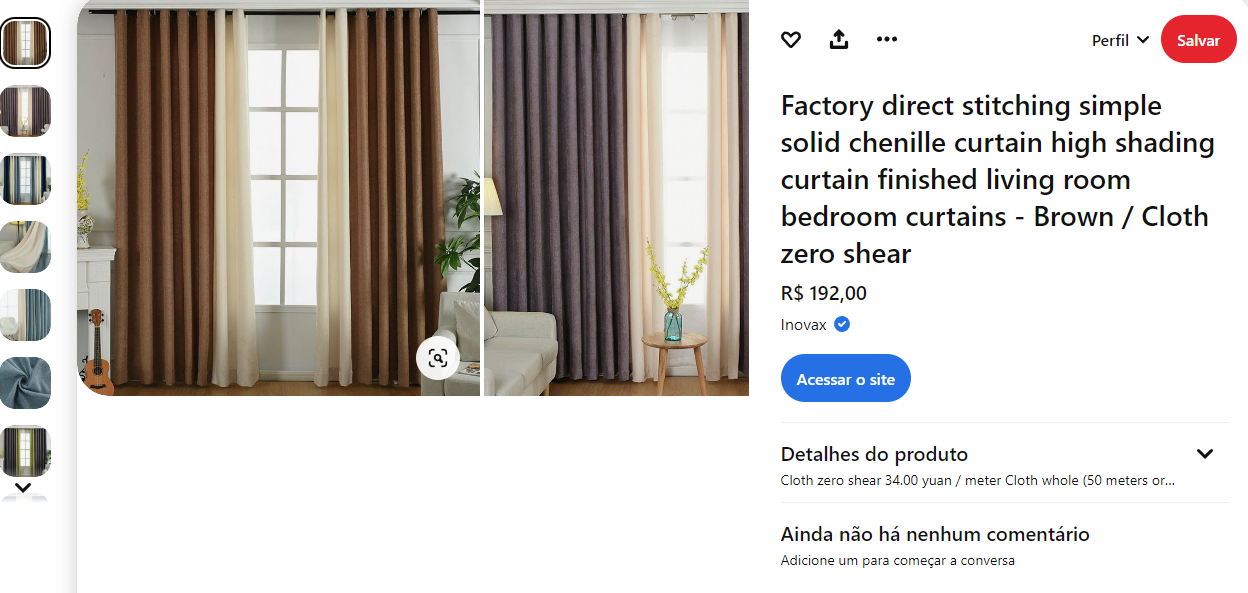 Perfil
Salvar
Factory direct stitching simple
solid chenille curtain high shading
curtain finished living room
bedroom curtains - Brown / Cloth
zero shear
R$ 192,00
Inovax
Acessar o site
Detalhes do produto
Cloth zero shear 34.00 yuan / meter Cloth whole (50 meters or...
Ainda não há nenhum comentário
Adicione um para começar a conversa